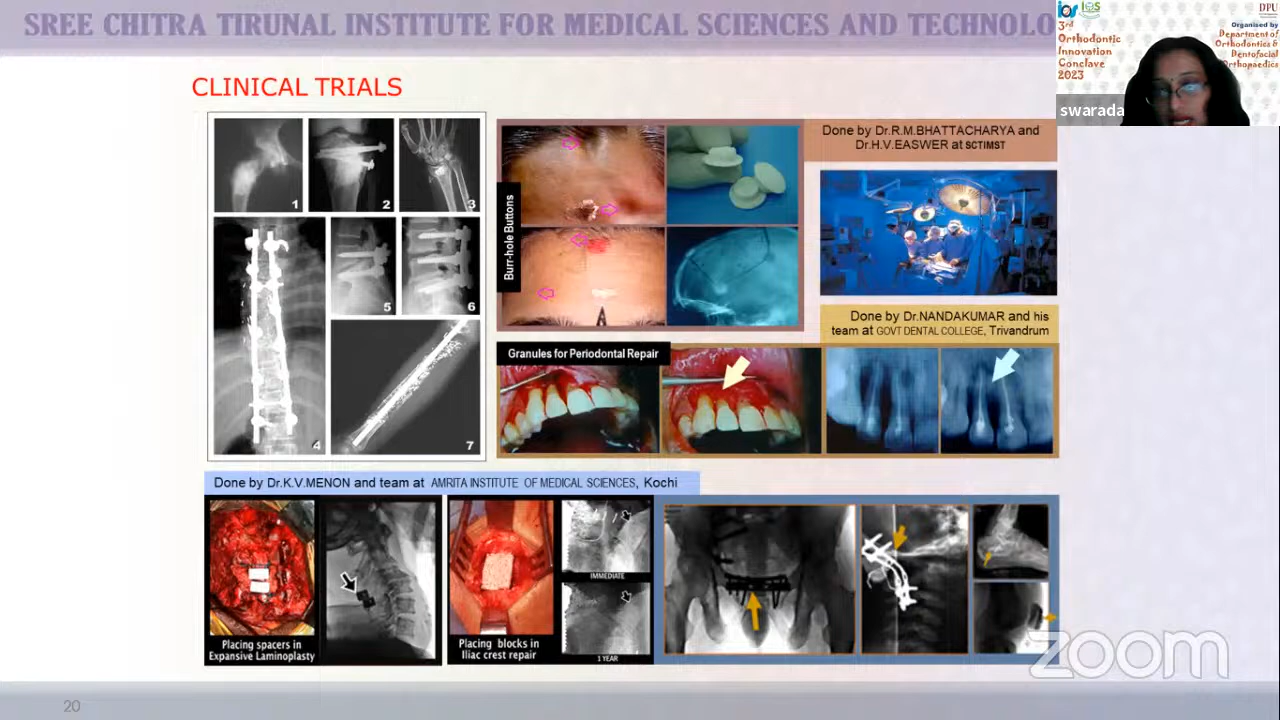 SREE CHITRA TIRUNAL INSTITUTE FOR MEDICAL SCIENCES AND TECHNOLO
IOS
DPU
3rd
Orthodontic
Innovation
Conclave
2023
Organised by
Department of
Orthodontics &
Dentofacial
Orthopaedics
swarada
CLINICAL TRIALS
1
2
3
4
5
6
7
Burr-hole Buttons
Done by Dr.R.M.BHATTACHARYA and
Dr.H.V.EASWER at SCTIMST
Done by Dr.NANDAKUMAR and his
team at GOVT DENTAL COLLEGE, Trivandrum
Granules for Periodontal Repair
Done by Dr.K.V.MENON and team at AMRITA INSTITUTE OF MEDICAL SCIENCES, Kochi
Placing spacers in
Expansive Laminoplasty
Placing blocks in
Iliac crest repair
IMMEDIATE
1 YEAR
zoom
20